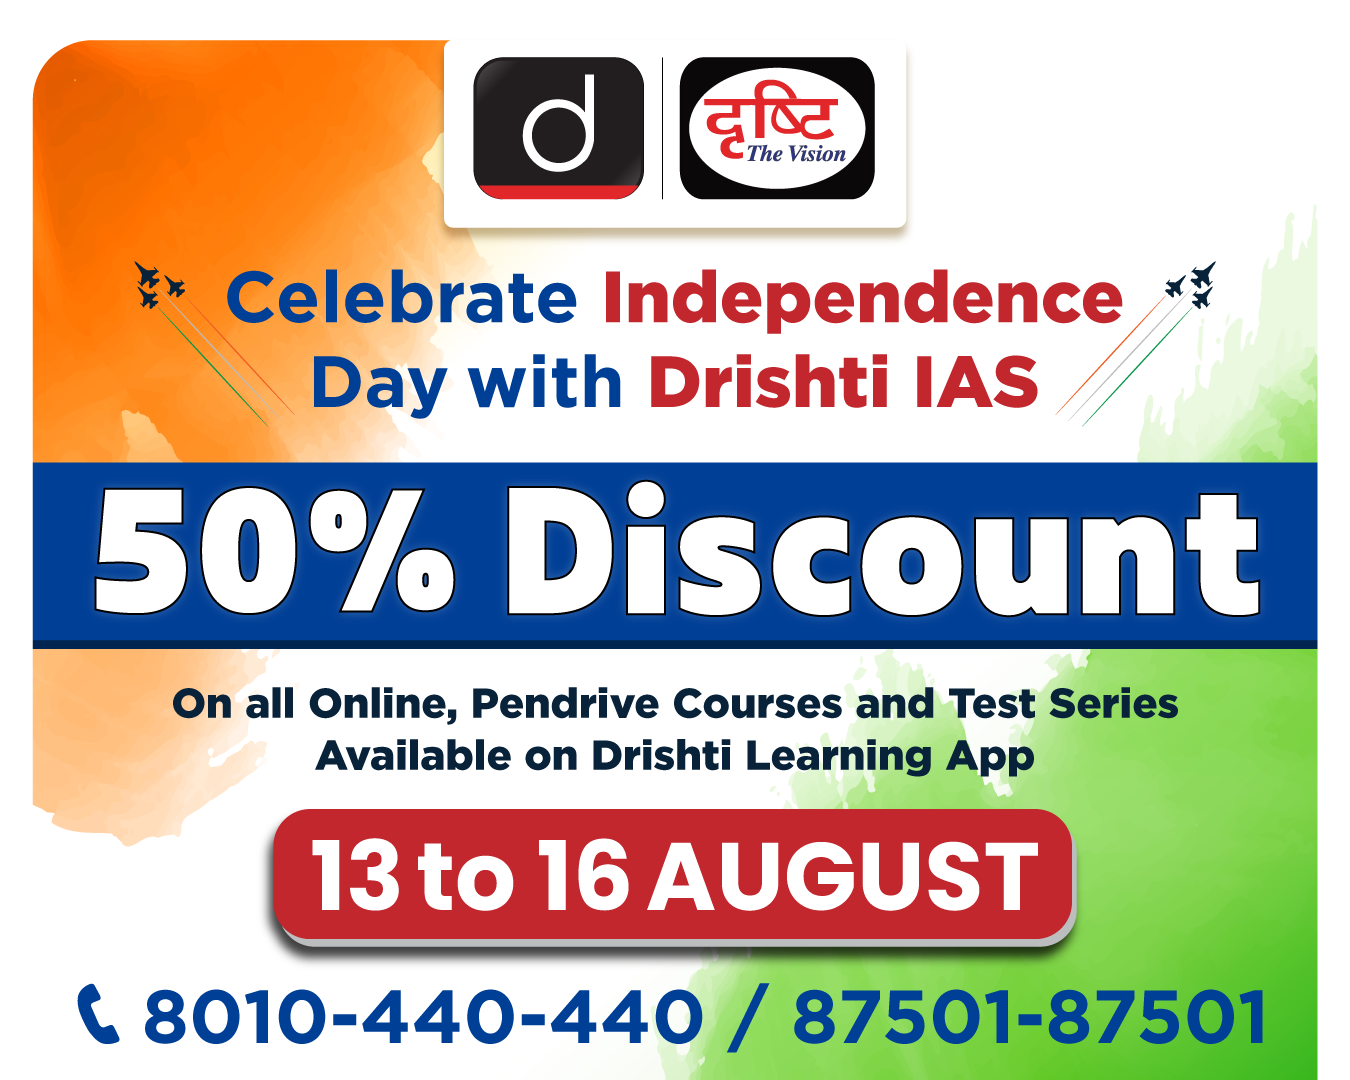 d
दृष्टि
The Vision
Celebrate Independence
Day with Drishti IAS
50% Discount
On all Online, Pendrive Courses and Test Series
Available on Drishti Learning App
13 to 16 AUGUST
8010-440-440 / 87501-87501